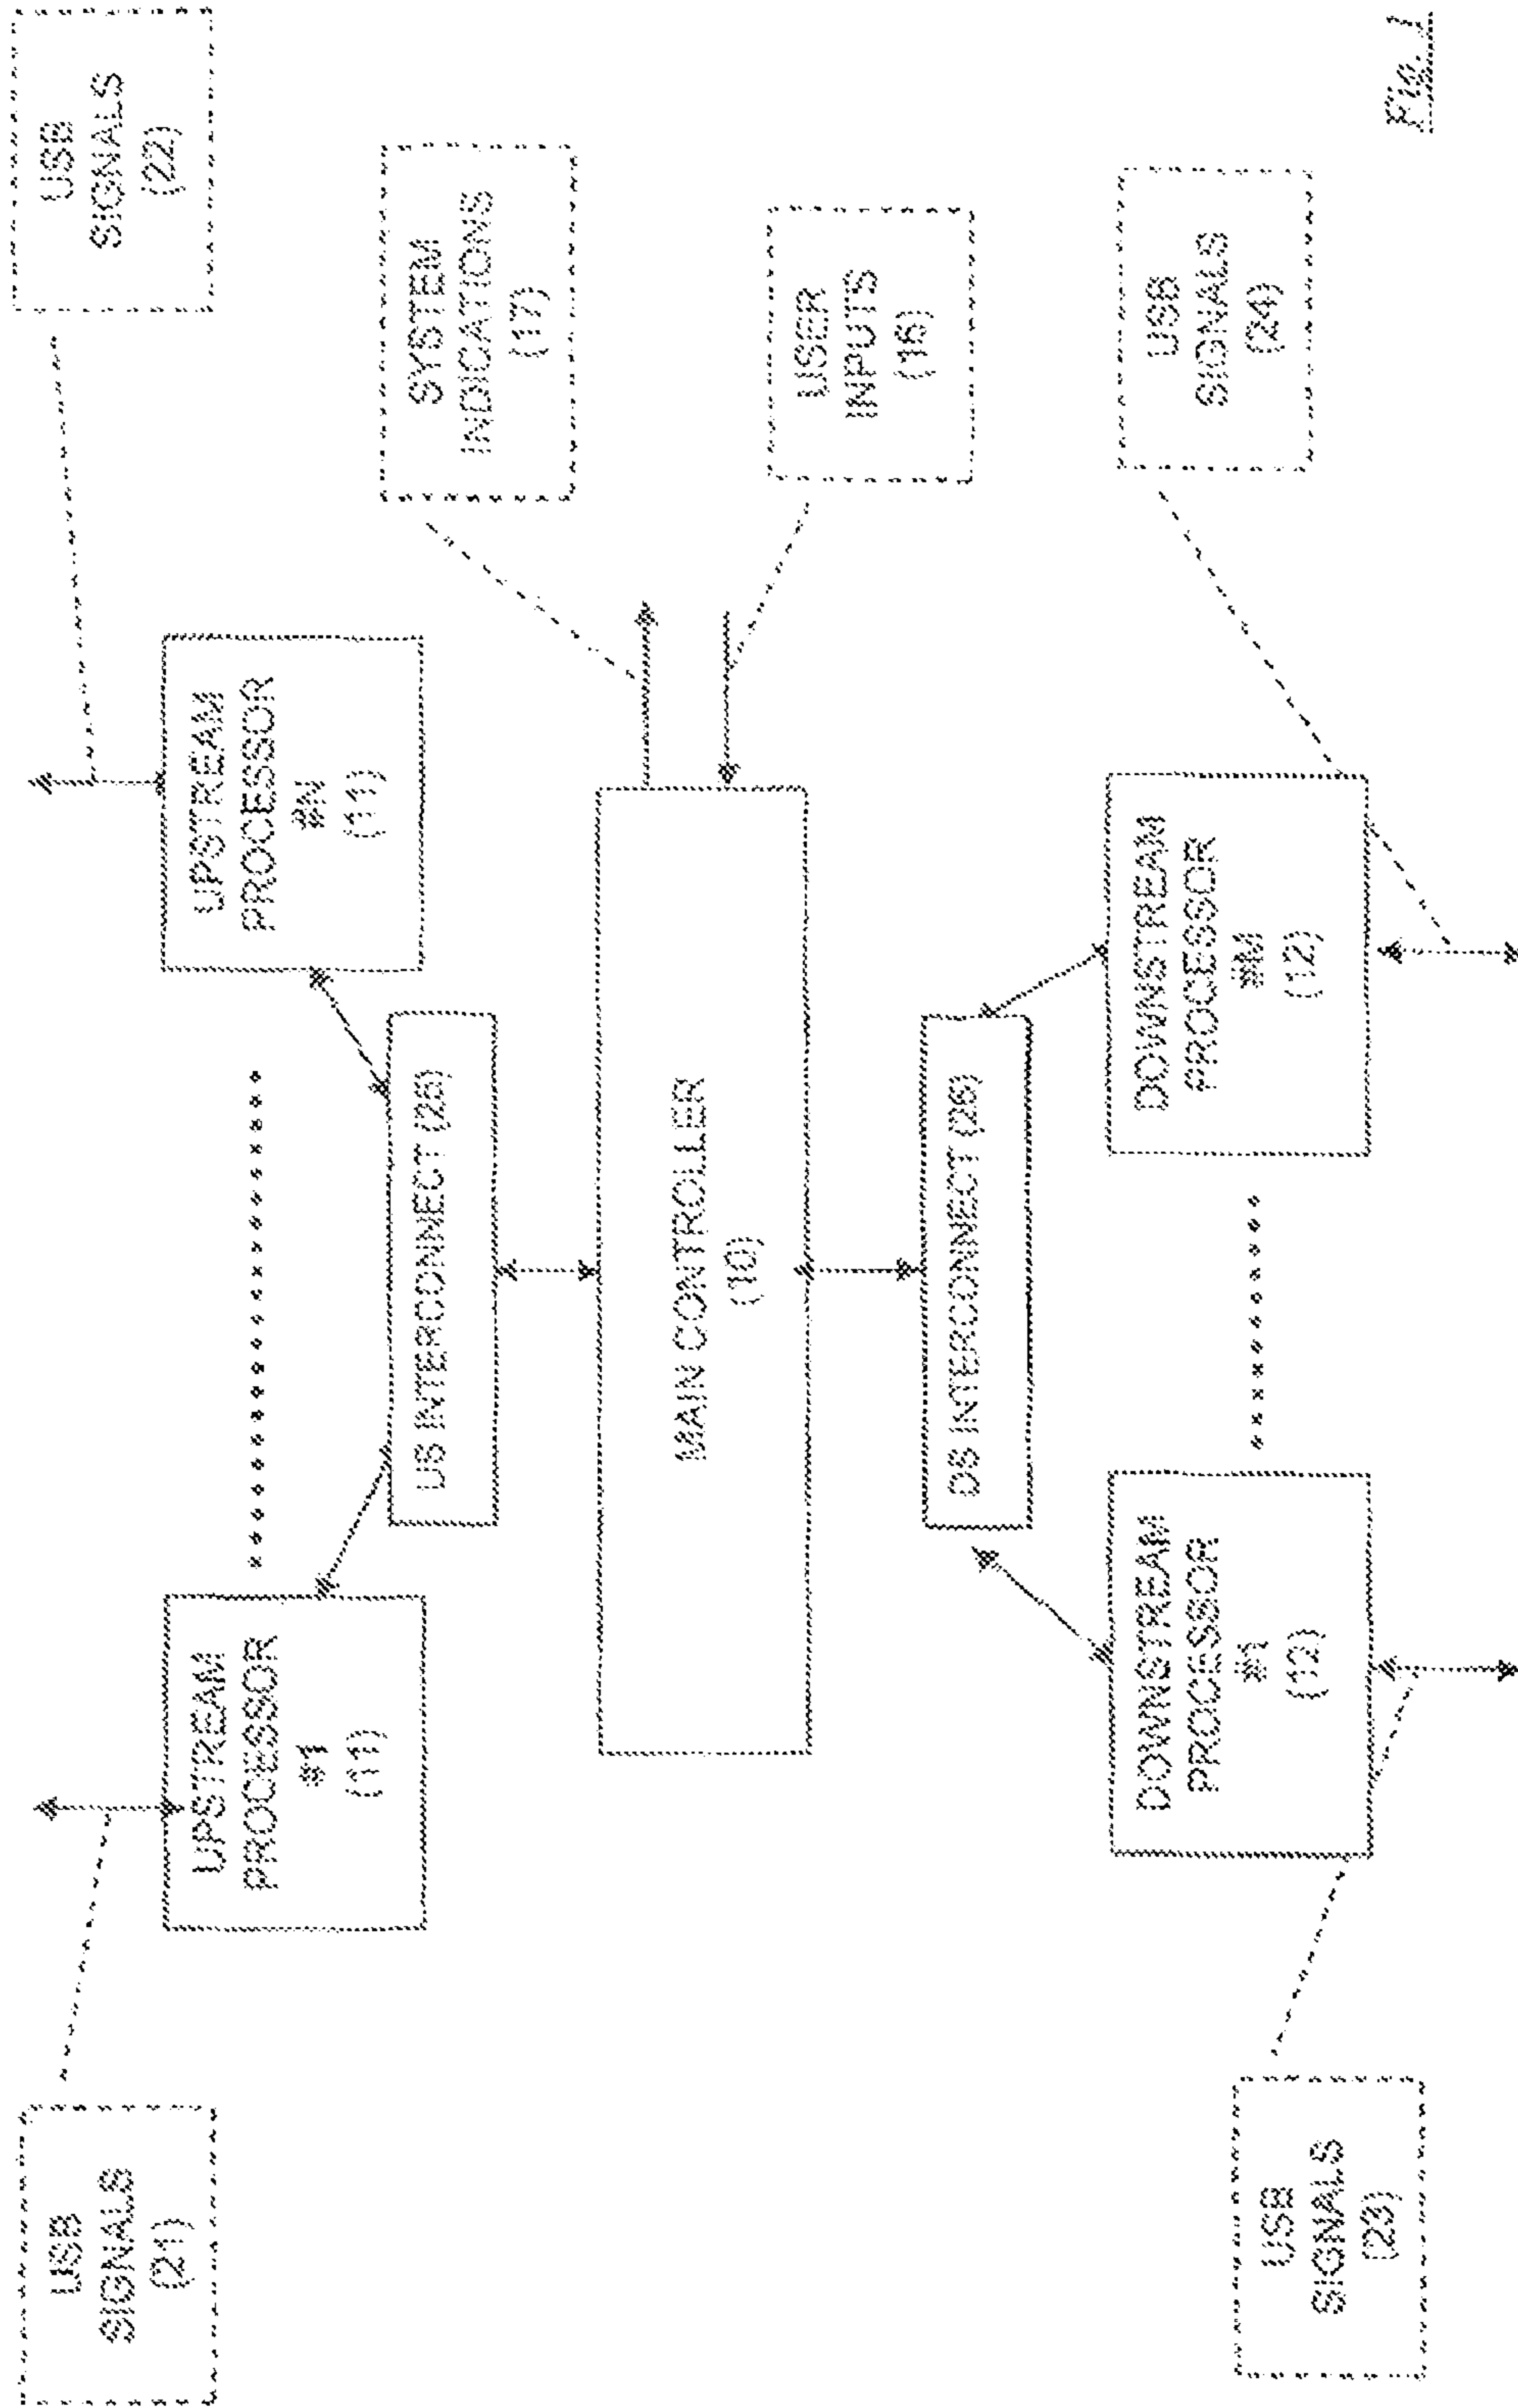 USB
SIGNALS
(21)
USB
SIGNALS
(22)
UPSTREAM
PROCESSOR
#1
(11)
UPSTREAM
PROCESSOR
#N
(11)
SYSTEM
INDICATIONS
(17)
US INTERCONNECT (25)
MAIN CONTROLLER
(10)
USER
INPUTS
(16)
DS INTERCONNECT (26)
DOWNSTREAM
PROCESSOR
(12)
DOWNSTREAM
PROCESSOR
#M
(12)
USB
SIGNALS
(23)
USB
SIGNALS
(24)
Fig. 1